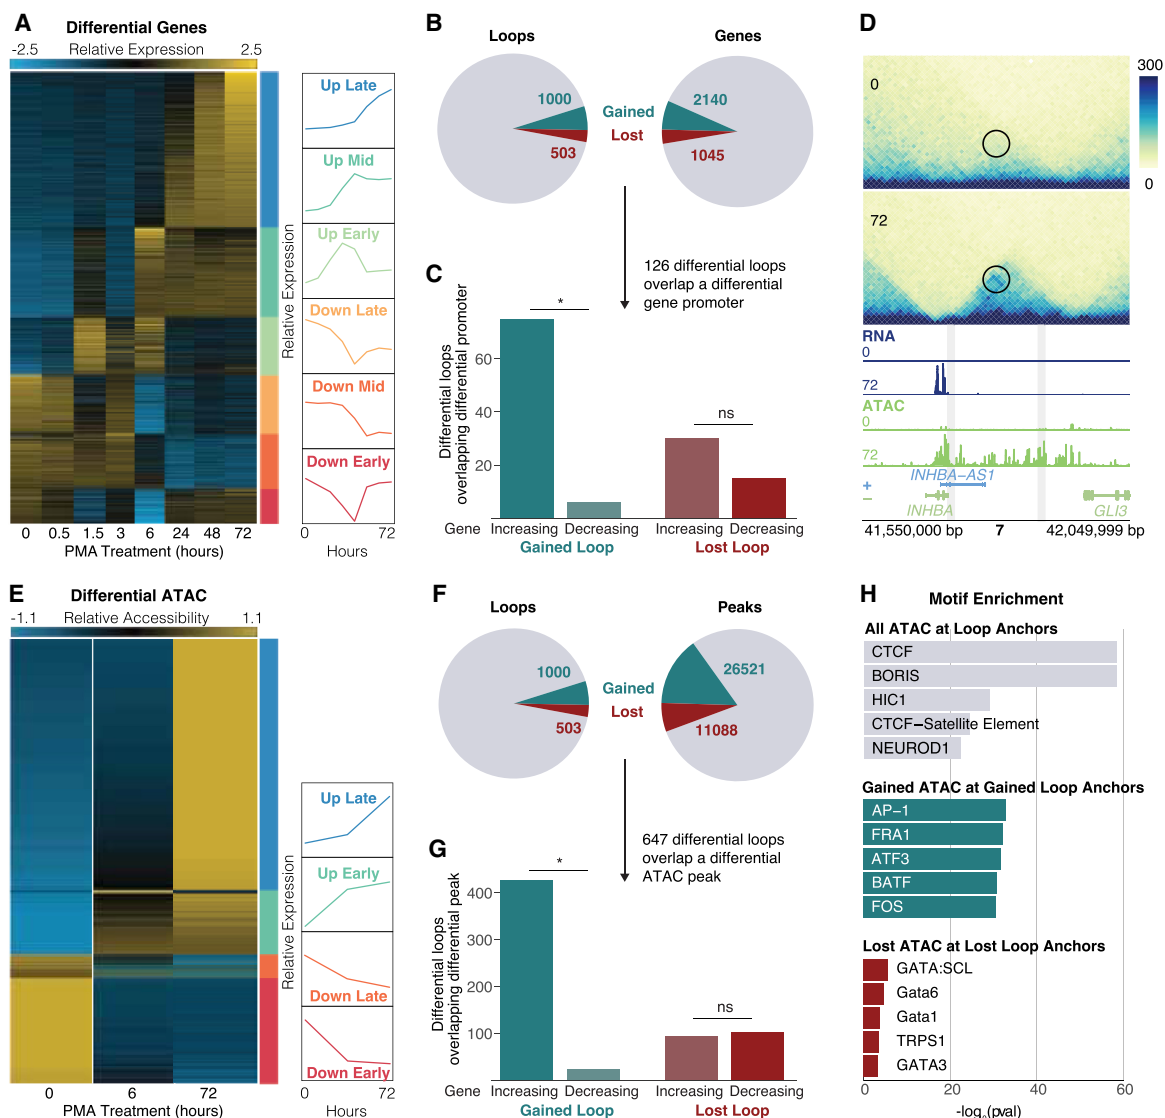 A
Differential Genes
-2.5 Relative Expression 2.5
Up Late
Up Mid
Up Early
Down Late
Down Mid
Down Early
Relative Expression
0 0.5 1.5 3 6 24 48 72
PMA Treatment (hours)
0 72
Hours
B
Loops Genes
1000
503
Gained
Lost
2140
1045
126 differential loops
overlap a differential
gene promoter
C
Differential loops
overlapping differential promoter
60
40
20
*
ns
Gene Increasing Decreasing Increasing Decreasing
Gained Loop Lost Loop
D
0
72
300
0
RNA
0
72
ATAC
0
72
INHBA-AS1
+
–
INHBA GLI3
41,550,000 bp 7 42,049,999 bp
E
Differential ATAC
-1.1 Relative Accessibility 1.1
Up Late
Up Early
Down Late
Down Early
Relative Expression
0 6 72
PMA Treatment (hours)
0 72
Hours
F
Loops Peaks
1000
503
Gained
Lost
26521
11088
647 differential loops
overlap a differential
ATAC peak
G
Differential loops
overlapping differential peak
400
300
200
100
*
ns
Gene Increasing Decreasing Increasing Decreasing
Gained Loop Lost Loop
H
Motif Enrichment
All ATAC at Loop Anchors
CTCF
BORIS
HIC1
CTCF-Satellite Element
NEUROD1
Gained ATAC at Gained Loop Anchors
AP-1
FRA1
ATF3
BATF
FOS
Lost ATAC at Lost Loop Anchors
GATA:SCL
Gata6
Gata1
TRPS1
GATA3
0 20 40 60